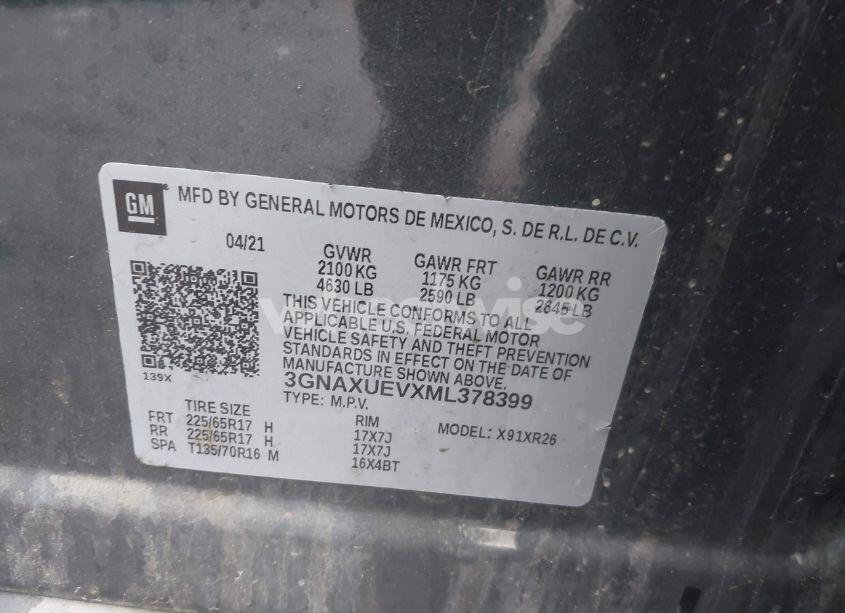 GM
MFD BY GENERAL MOTORS DE MEXICO, S. DE R.L. DE C.V.
04/21
GVWR
2100 KG
4630 LB
GAWR FRT
1175 KG
2590 LB
GAWR RR
1200 KG
2645 LB
THIS VEHICLE CONFORMS TO ALL
APPLICABLE U.S. FEDERAL MOTOR
VEHICLE SAFETY AND THEFT PREVENTION
STANDARDS IN EFFECT ON THE DATE OF
MANUFACTURE SHOWN ABOVE.
3GNAXUEVXML378399
TYPE: M.P.V.
MODEL: X91XR26
139X
TIRE SIZE RIM
FRT 225/65R17 H 17X7J
RR 225/65R17 H 17X7J
SPA T135/70R16 M 16X4BT